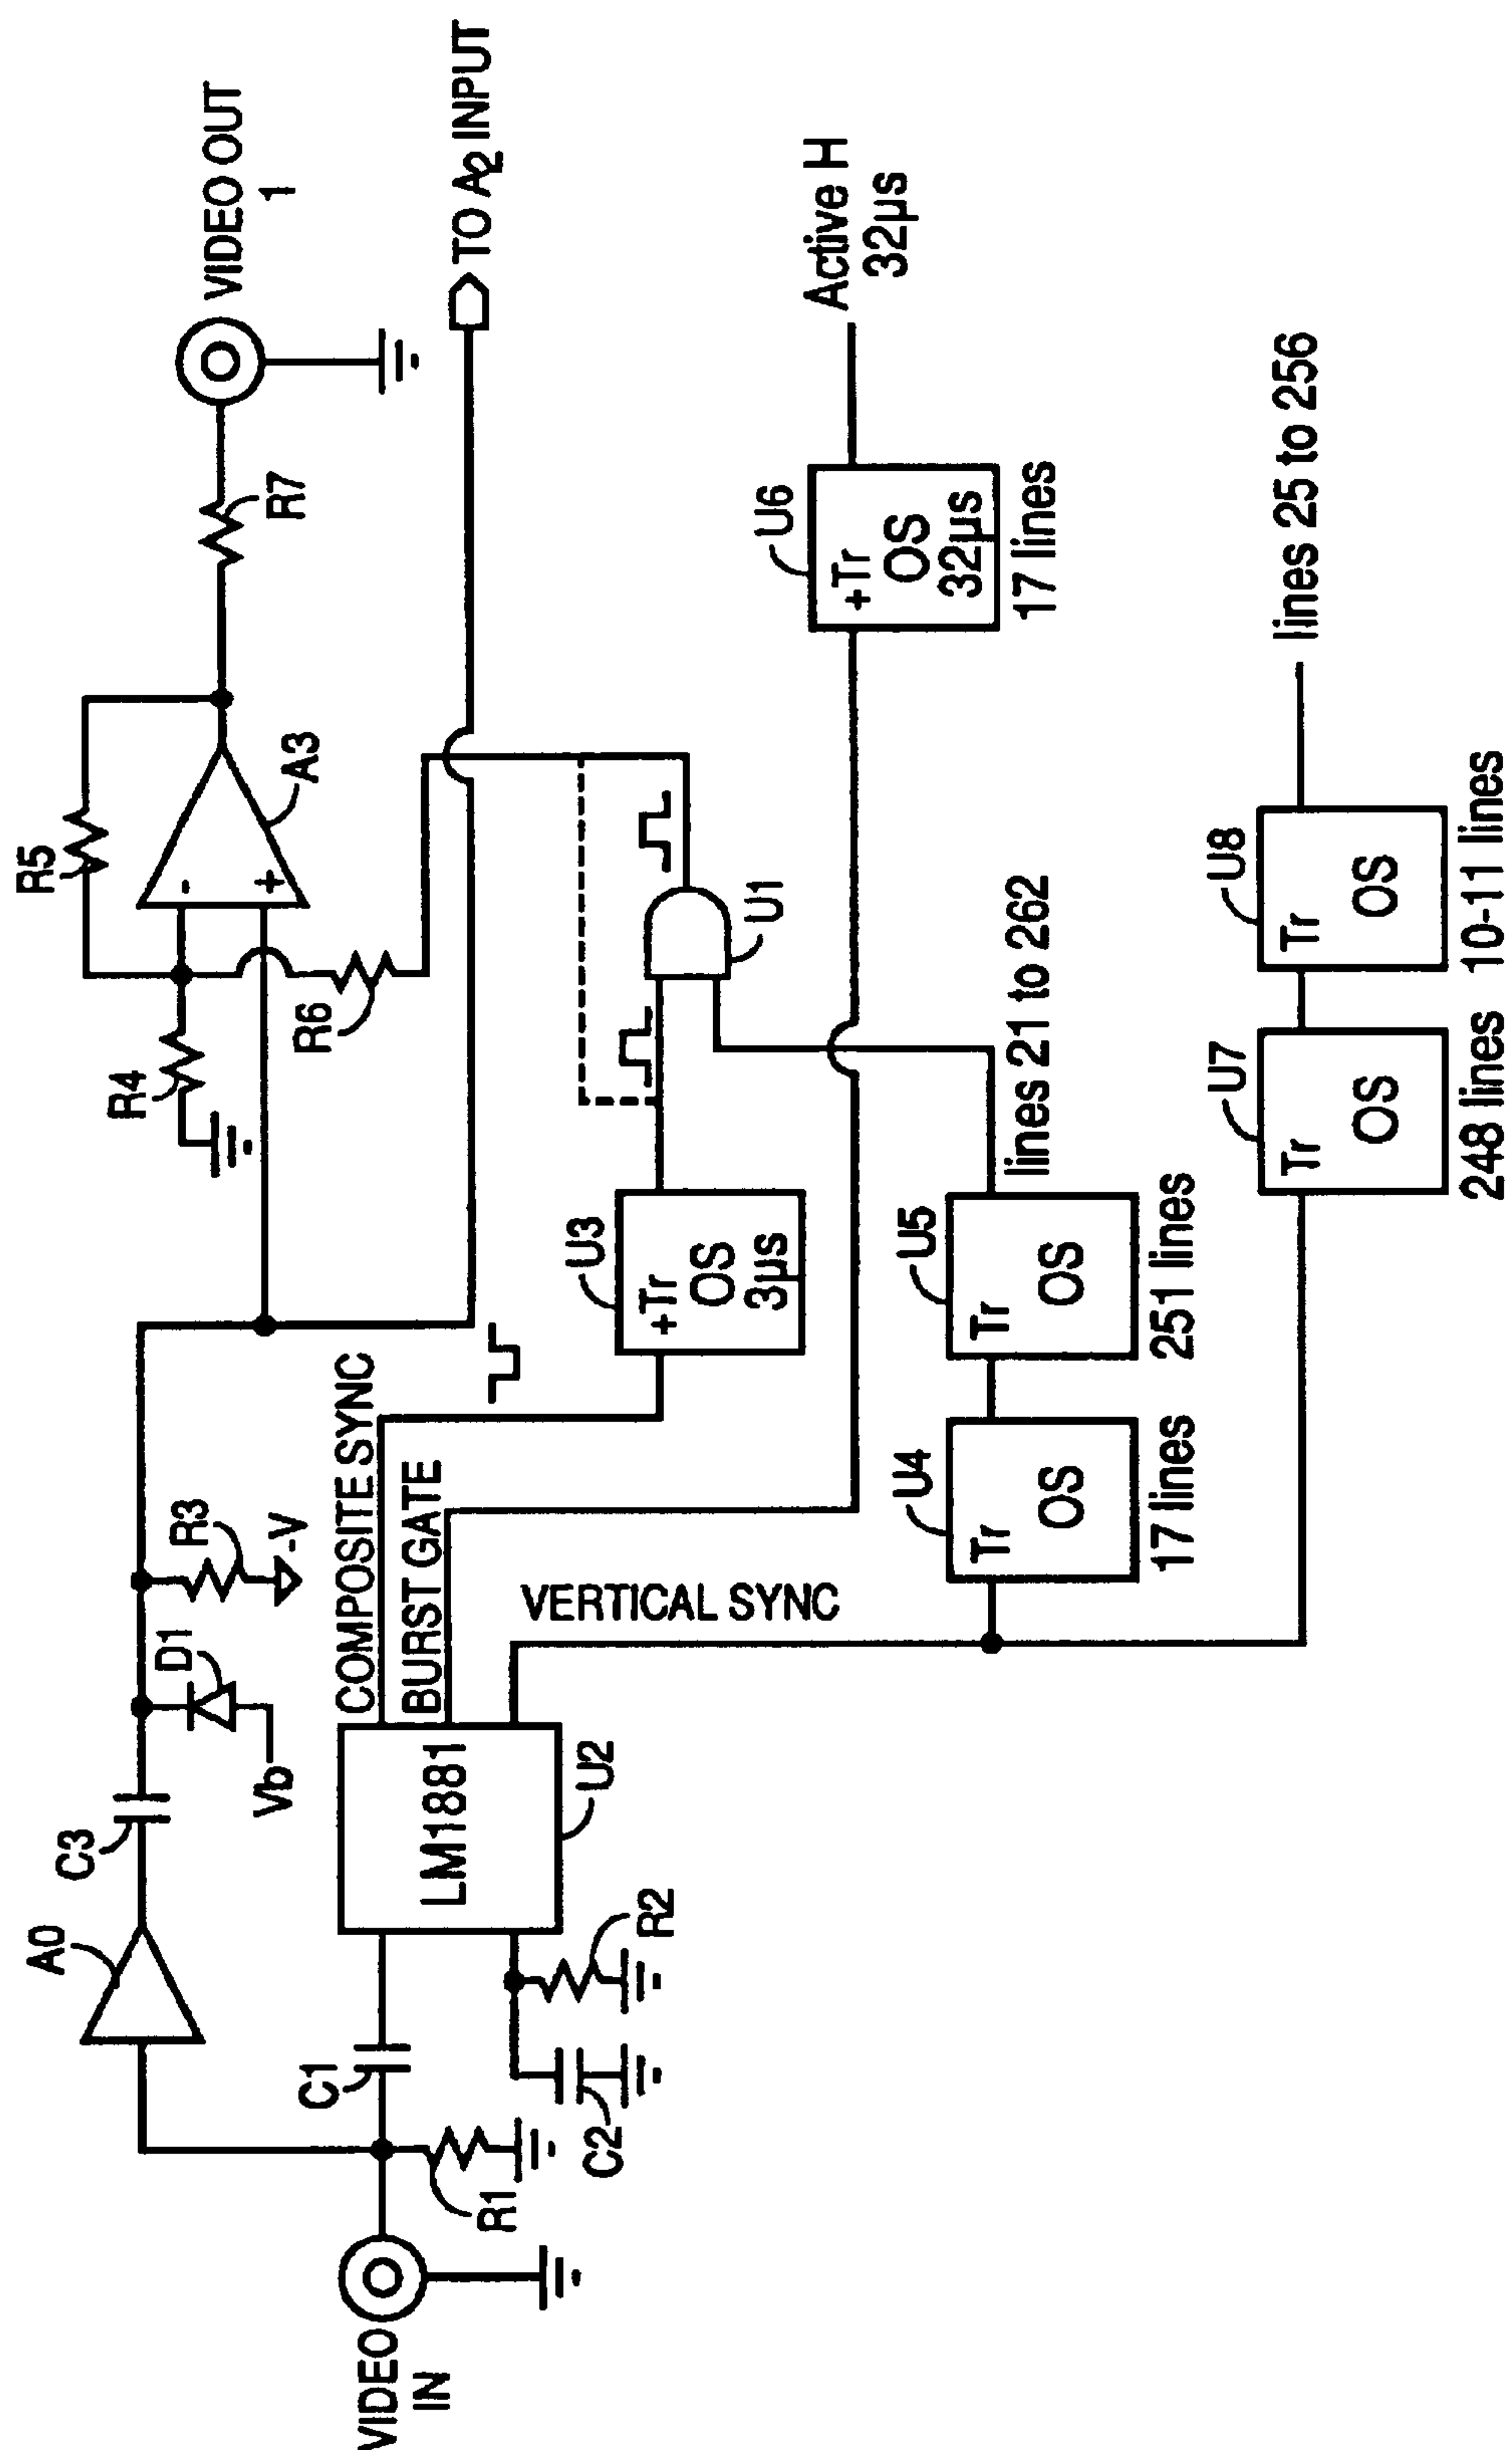 VIDEO OUT
1
R5
R7
A3
-
+
R4
R6
TO A2 INPUT
A0
C3
D1
Vb
R3
-V
VIDEO
IN
R1
C1
C2
R2
LM1881
U2
COMPOSITE SYNC
BURST GATE
VERTICAL SYNC
U3
+Tr
OS
3µs
U1
U6
+Tr
OS
32µs
17 lines
Active H
32µs
U4
Tr
OS
17 lines
U5
Tr
OS
251 lines
lines 21 to 262
U7
Tr
OS
248 lines
U8
Tr
OS
10-11 lines
lines 25 to 256